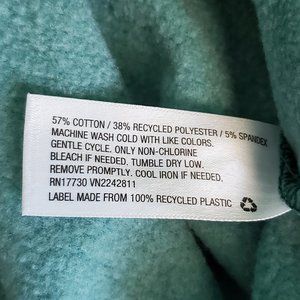 57% COTTON / 38% RECYCLED POLYESTER / 5% SPANDEX
MACHINE WASH COLD WITH LIKE COLORS.
GENTLE CYCLE. ONLY NON-CHLORINE
BLEACH IF NEEDED. TUMBLE DRY LOW.
REMOVE PROMPTLY. COOL IRON IF NEEDED.
RN17730 VN2242811
LABEL MADE FROM 100% RECYCLED PLASTIC